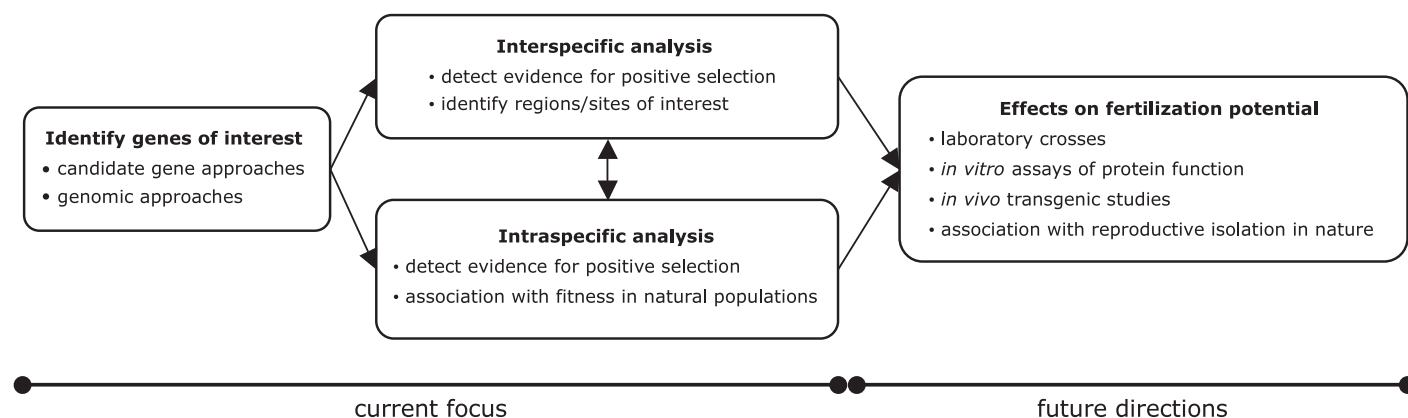 Identify genes of interest
• candidate gene approaches
• genomic approaches
Interspecific analysis
• detect evidence for positive selection
• identify regions/sites of interest
Intraspecific analysis
• detect evidence for positive selection
• association with fitness in natural populations
Effects on fertilization potential
• laboratory crosses
• in vitro assays of protein function
• in vivo transgenic studies
• association with reproductive isolation in nature
current focus
future directions